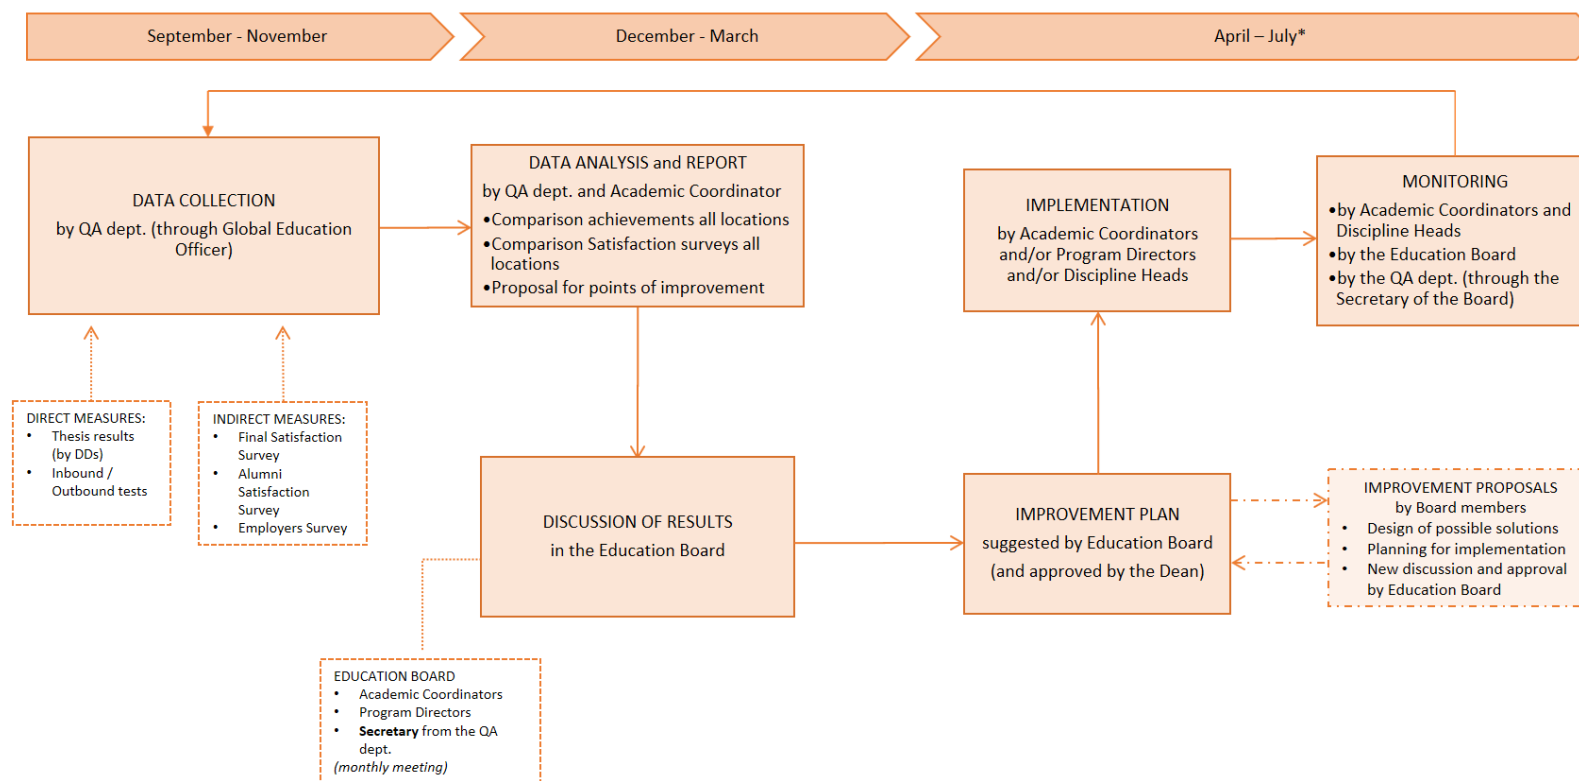 September - November
December - March
April – July*
DATA COLLECTION
by QA dept. (through Global Education
Officer)
DATA ANALYSIS and REPORT
by QA dept. and Academic Coordinator
•Comparison achievements all locations
•Comparison Satisfaction surveys all
locations
•Proposal for points of improvement
IMPLEMENTATION
by Academic Coordinators
and/or Program Directors
and/or Discipline Heads
MONITORING
•by Academic Coordinators and
Discipline Heads
•by the Education Board
•by the QA dept. (through the
Secretary of the Board)
DIRECT MEASURES:
• Thesis results
(by DDs)
• Inbound /
Outbound tests
INDIRECT MEASURES:
• Final Satisfaction
Survey
• Alumni
Satisfaction
Survey
• Employers Survey
DISCUSSION OF RESULTS
in the Education Board
IMPROVEMENT PLAN
suggested by Education Board
(and approved by the Dean)
IMPROVEMENT PROPOSALS
by Board members
• Design of possible solutions
• Planning for implementation
• New discussion and approval
by Education Board
EDUCATION BOARD
• Academic Coordinators
• Program Directors
• Secretary from the QA
dept.
(monthly meeting)